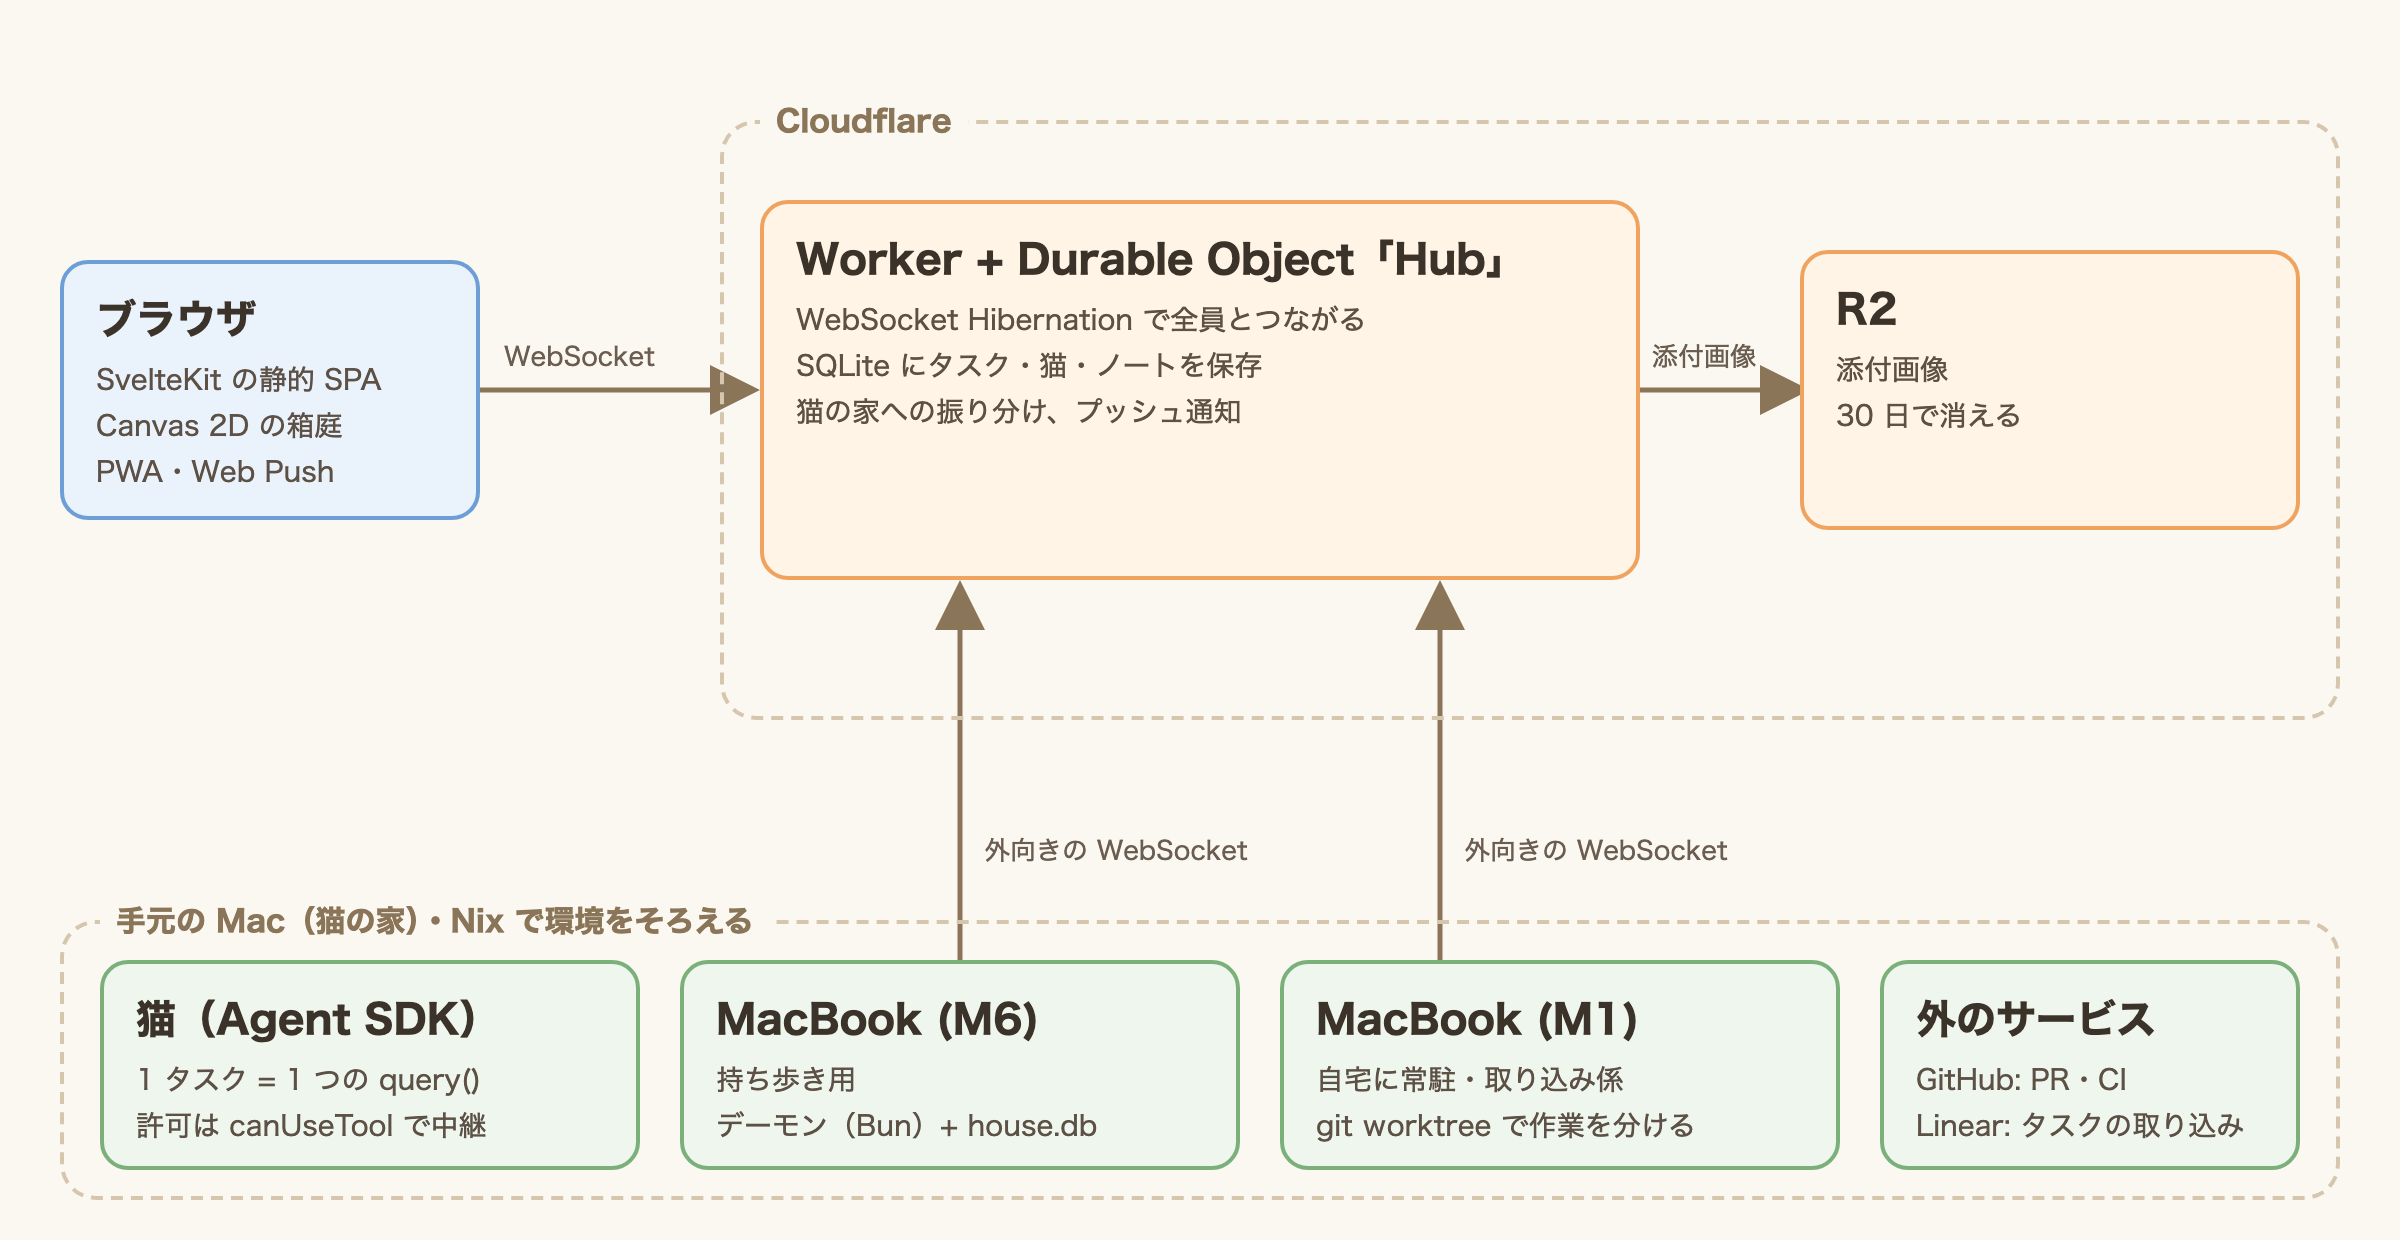 Cloudflare
ブラウザ
SvelteKit の静的 SPA
Canvas 2D の箱庭
PWA・Web Push
WebSocket
Worker + Durable Object「Hub」
WebSocket Hibernation で全員とつながる
SQLite にタスク・猫・ノートを保存
猫の家への振り分け、プッシュ通知
添付画像
R2
添付画像
30 日で消える
外向きの WebSocket
外向きの WebSocket
手元の Mac（猫の家）・Nix で環境をそろえる
猫（Agent SDK）
1 タスク = 1 つの query()
許可は canUseTool で中継
MacBook (M6)
持ち歩き用
デーモン（Bun）+ house.db
MacBook (M1)
自宅に常駐・取り込み係
git worktree で作業を分ける
外のサービス
GitHub: PR・CI
Linear: タスクの取り込み